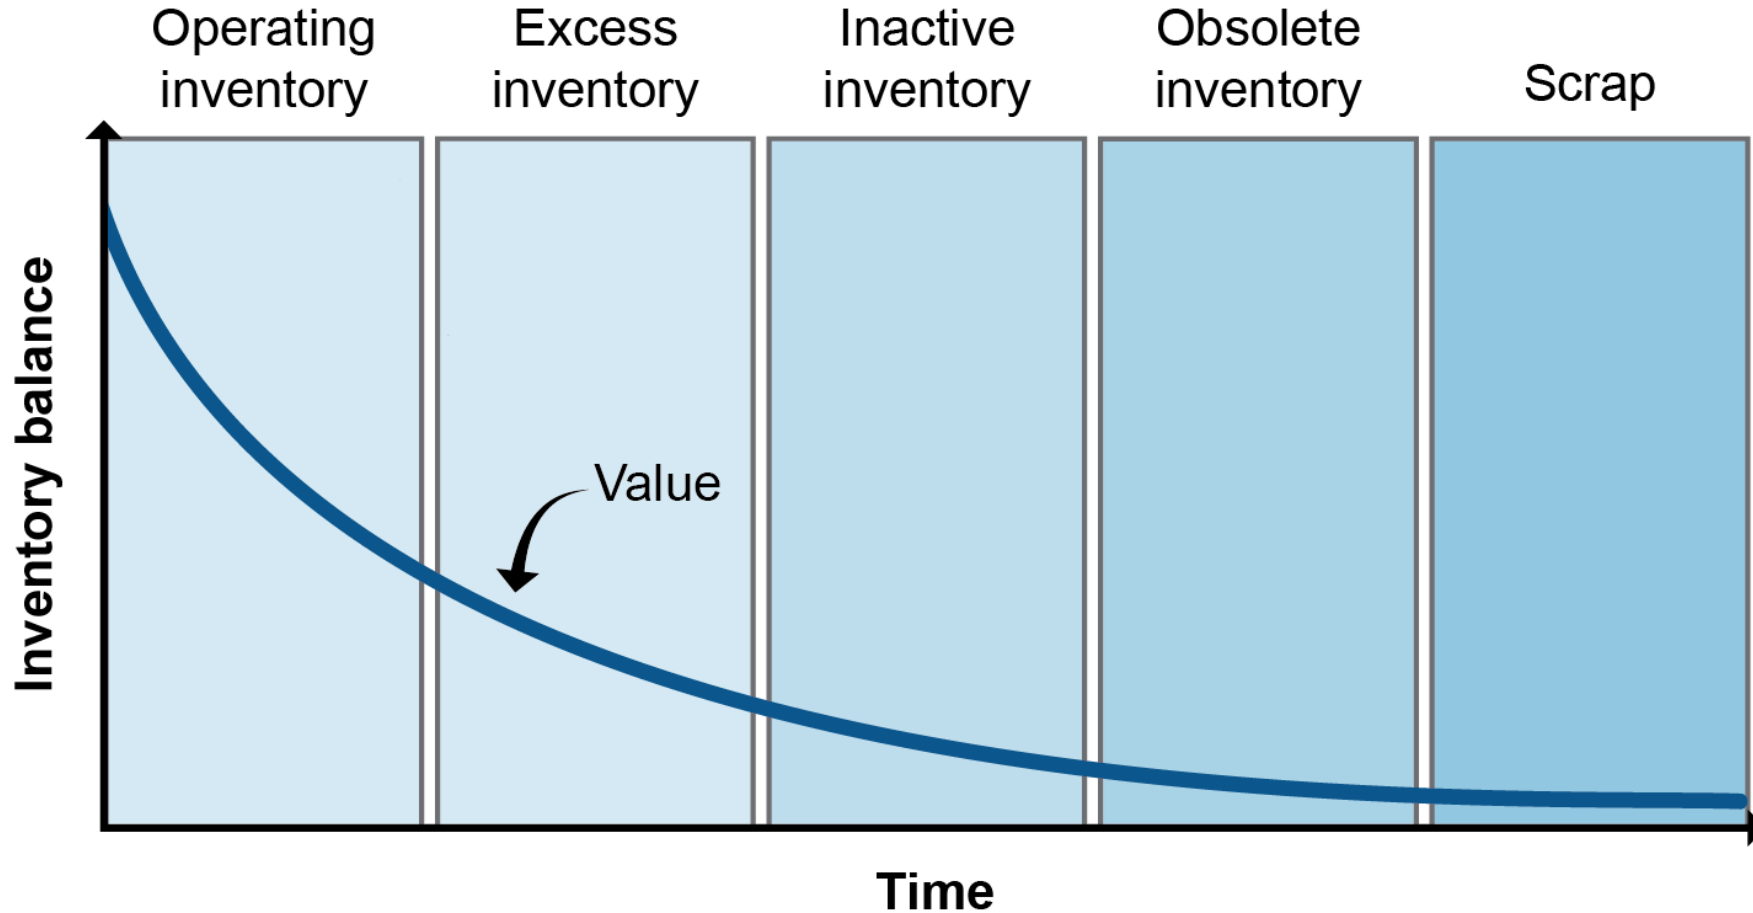 Operating
inventory
Excess
inventory
Inactive
inventory
Obsolete
inventory
Scrap
Inventory balance
Value
Time